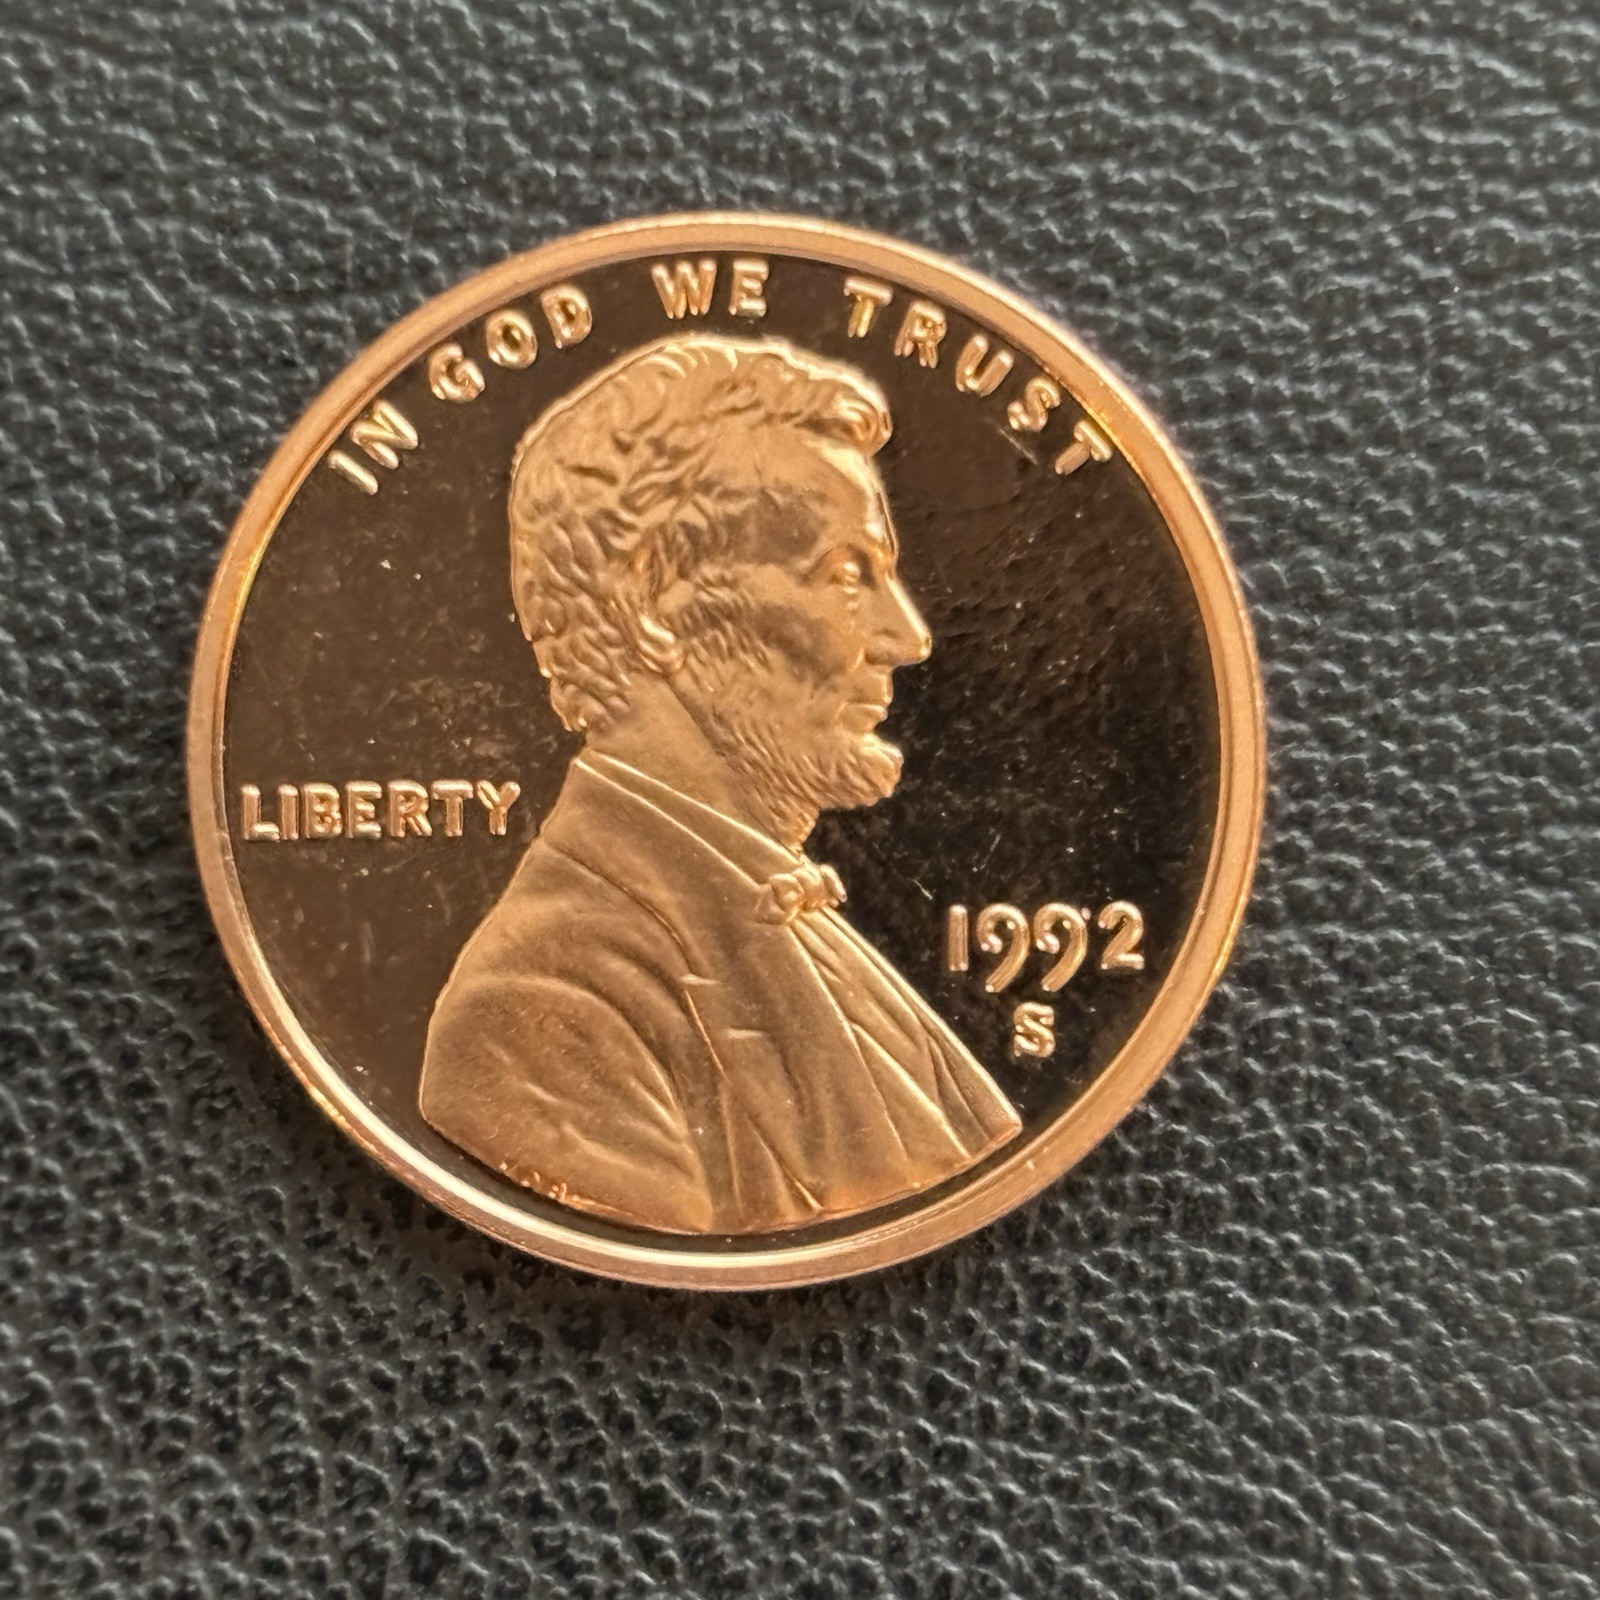 IN GOD WE TRUST
LIBERTY
1992
S